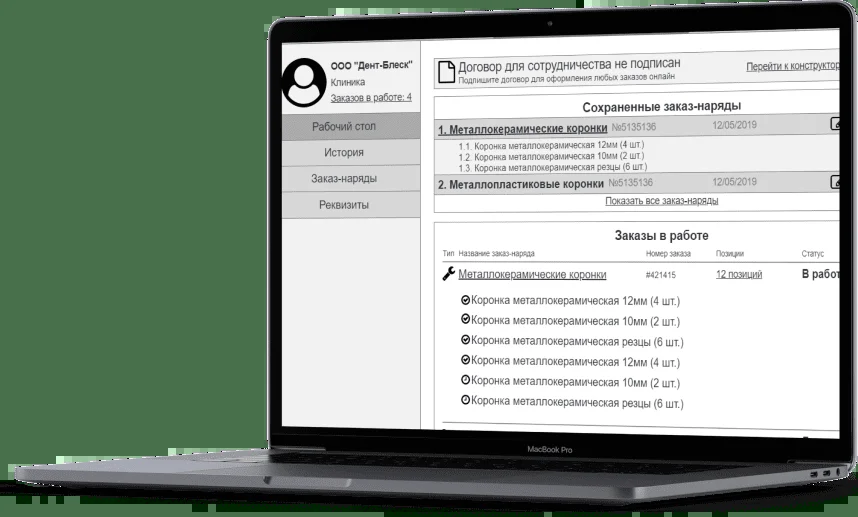 ООО "Дент-Блеск"
Клиника
Заказов в работе: 4
Рабочий стол
История
Заказ-наряды
Реквизиты
Договор для сотрудничества не подписан
Подпишите договор для оформления любых заказов онлайн
Перейти к конструктор
Сохраненные заказ-наряды
1. Металлокерамические коронки №5135136 12/05/2019
1.1. Коронка металлокерамическая 12мм (4 шт.)
1.2. Коронка металлокерамическая 10мм (2 шт.)
1.3. Коронка металлокерамическая резцы (6 шт.)
2. Металлопластиковые коронки №5135136 12/05/2019
Показать все заказ-наряды
Заказы в работе
Тип Название заказ-наряда Номер заказа Позиции Статус
Металлокерамические коронки #421415 12 позиций В работ
Коронка металлокерамическая 12мм (4 шт.)
Коронка металлокерамическая 10мм (2 шт.)
Коронка металлокерамическая резцы (6 шт.)
Коронка металлокерамическая 12мм (4 шт.)
Коронка металлокерамическая 10мм (2 шт.)
Коронка металлокерамическая резцы (6 шт.)
MacBook Pro